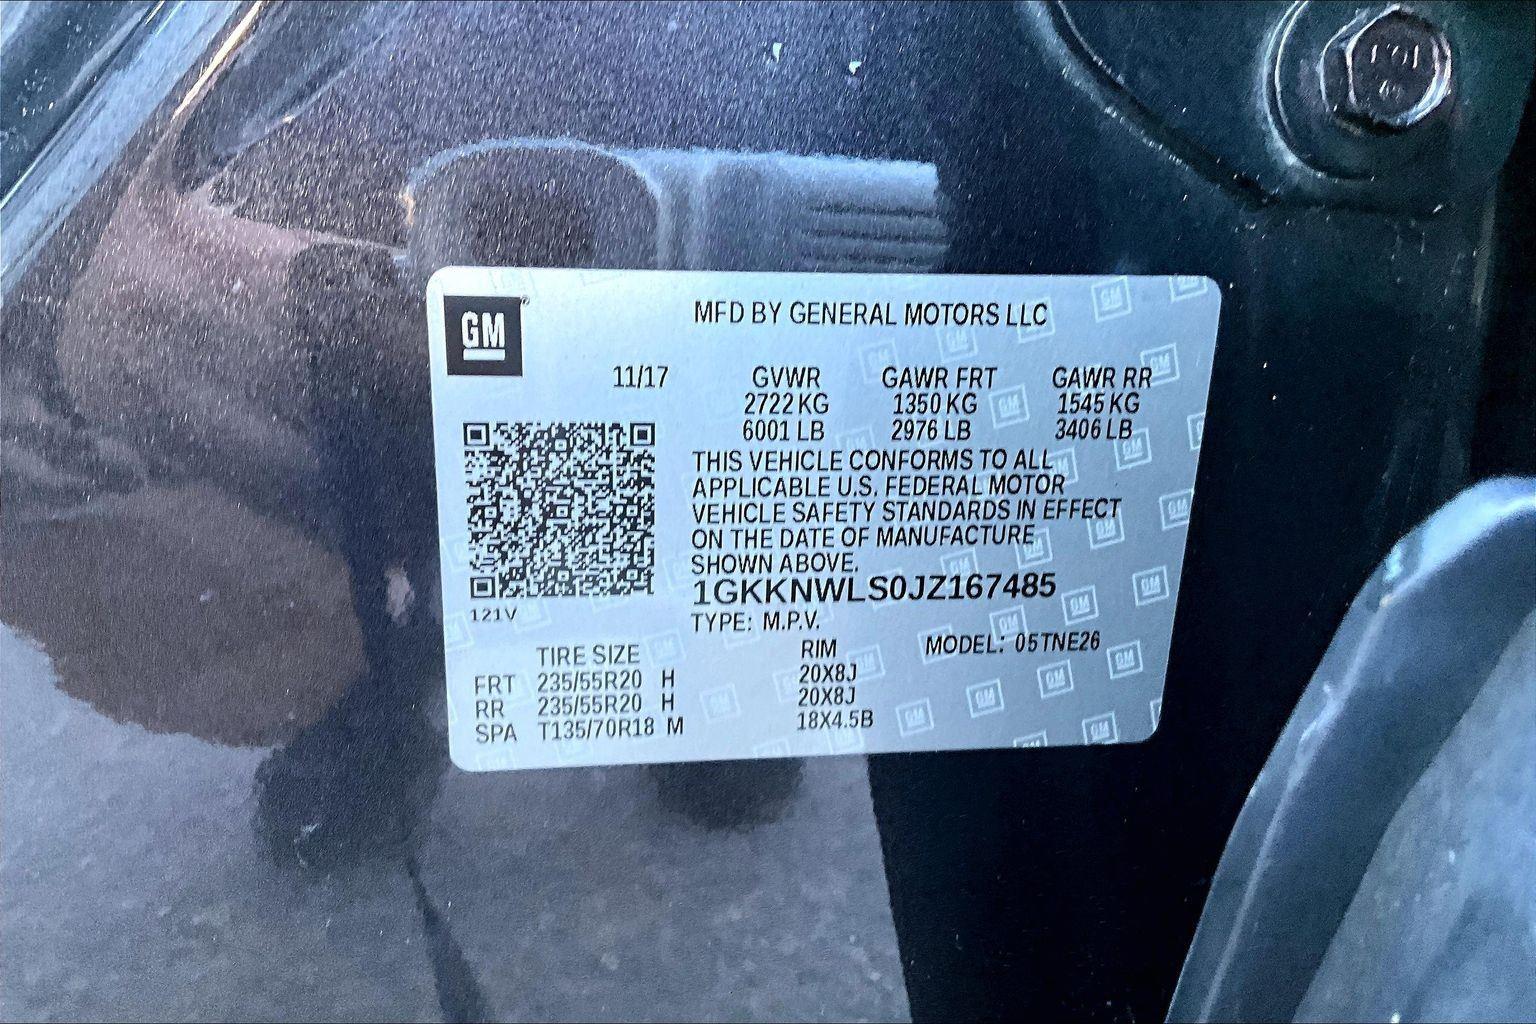 GM
MFD BY GENERAL MOTORS LLC
11/17 GVWR GAWR FRT GAWR RR
2722 KG 1350 KG 1545 KG
6001 LB 2976 LB 3406 LB
THIS VEHICLE CONFORMS TO ALL
APPLICABLE U.S. FEDERAL MOTOR
VEHICLE SAFETY STANDARDS IN EFFECT
ON THE DATE OF MANUFACTURE
SHOWN ABOVE.
1GKKNWLS0JZ167485
121V
TYPE: M.P.V.
MODEL: 05TNE26
TIRE SIZE RIM
FRT 235/55R20 H 20X8J
RR 235/55R20 H 20X8J
SPA T135/70R18 M 18X4.5B